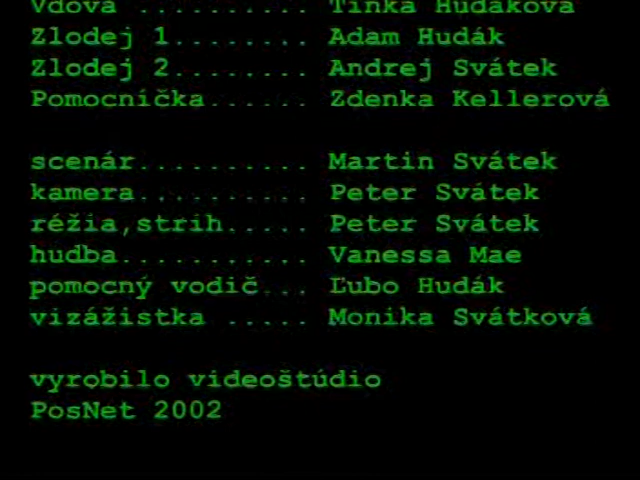 Vdova .......... Tinka Hudáková
Zlodej 1........ Adam Hudák
Zlodej 2........ Andrej Svátek
Pomocníčka...... Zdenka Kellerová
scenár.......... Martin Svátek
kamera.......... Peter Svátek
réžia,strih..... Peter Svátek
hudba........... Vanessa Mae
pomocný vodič... Ľubo Hudák
vizážistka ..... Monika Svátková
vyrobilo videoštúdio
PosNet 2002